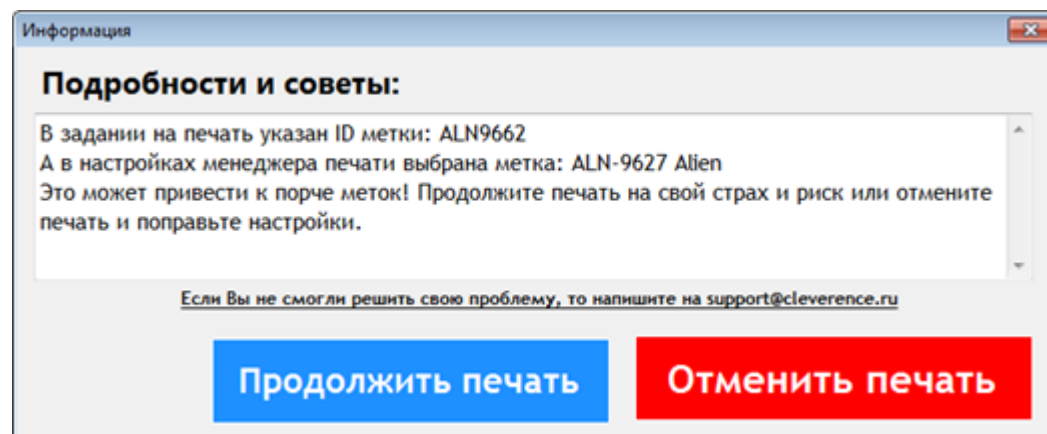 Информация
Подробности и советы:
В задании на печать указан ID метки: ALN9662
А в настройках менеджера печати выбрана метка: ALN-9627 Alien
Это может привести к порче меток! Продолжите печать на свой страх и риск или отмените
печать и поправьте настройки.
Если Вы не смогли решить свою проблему, то напишите на support@cleverence.ru
Продолжить печать
Отменить печать